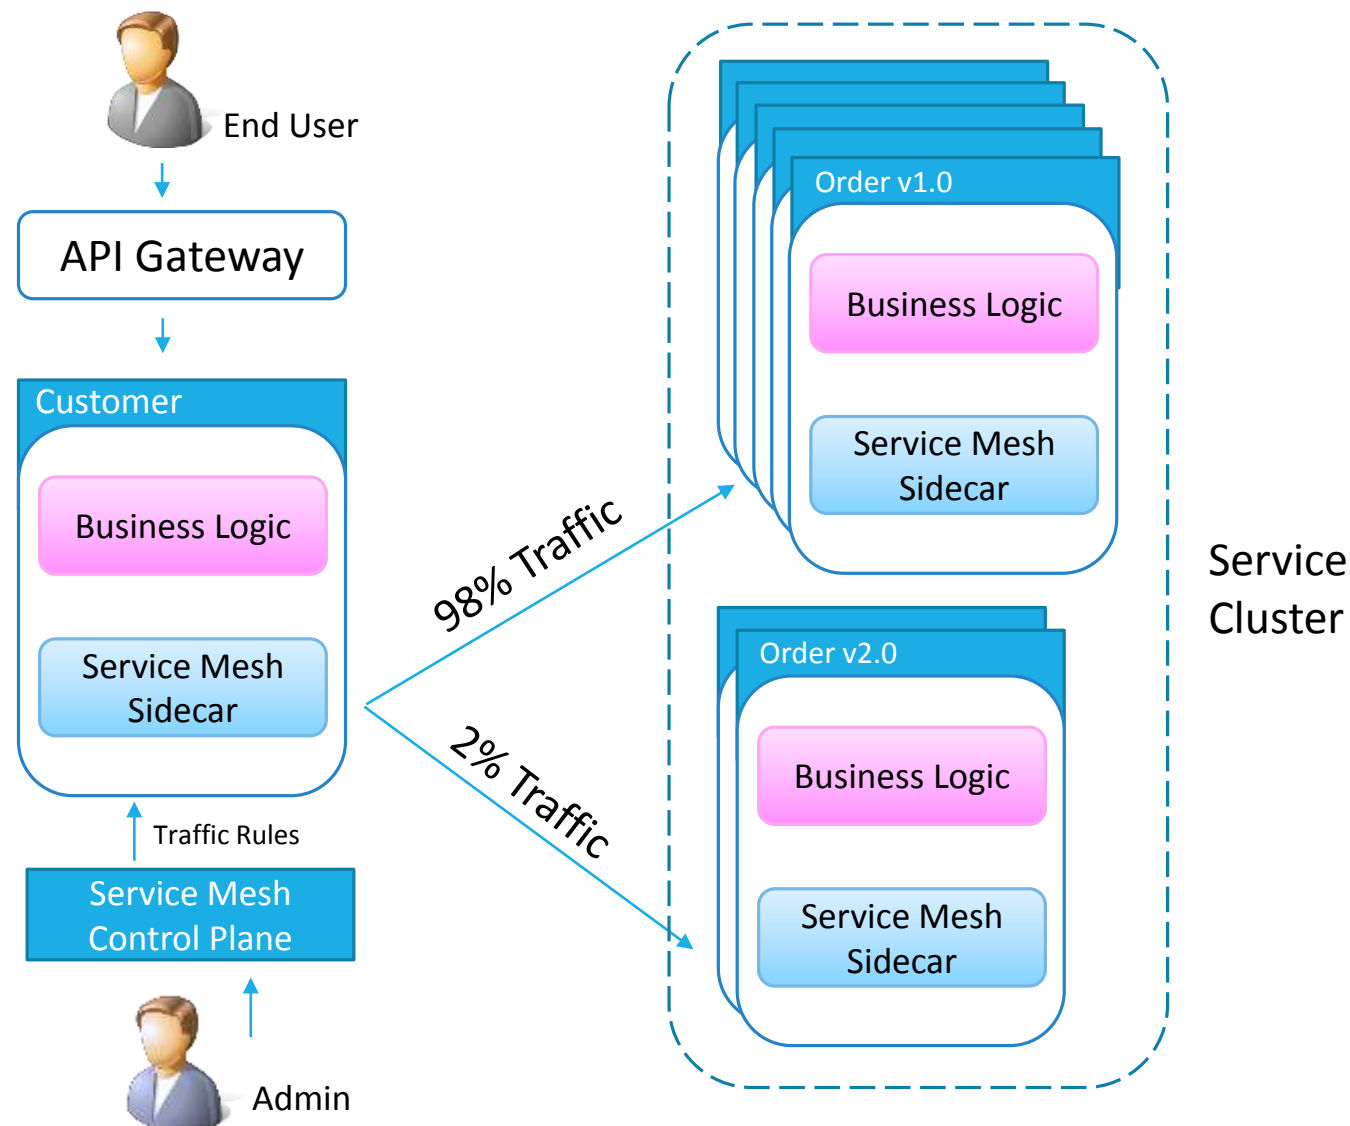 End User
API Gateway
Customer
Business Logic
Service Mesh
Sidecar
Traffic Rules
Service Mesh
Control Plane
Admin
98% Traffic
2% Traffic
Order v1.0
Business Logic
Service Mesh
Sidecar
Order v2.0
Business Logic
Service Mesh
Sidecar
Service
Cluster